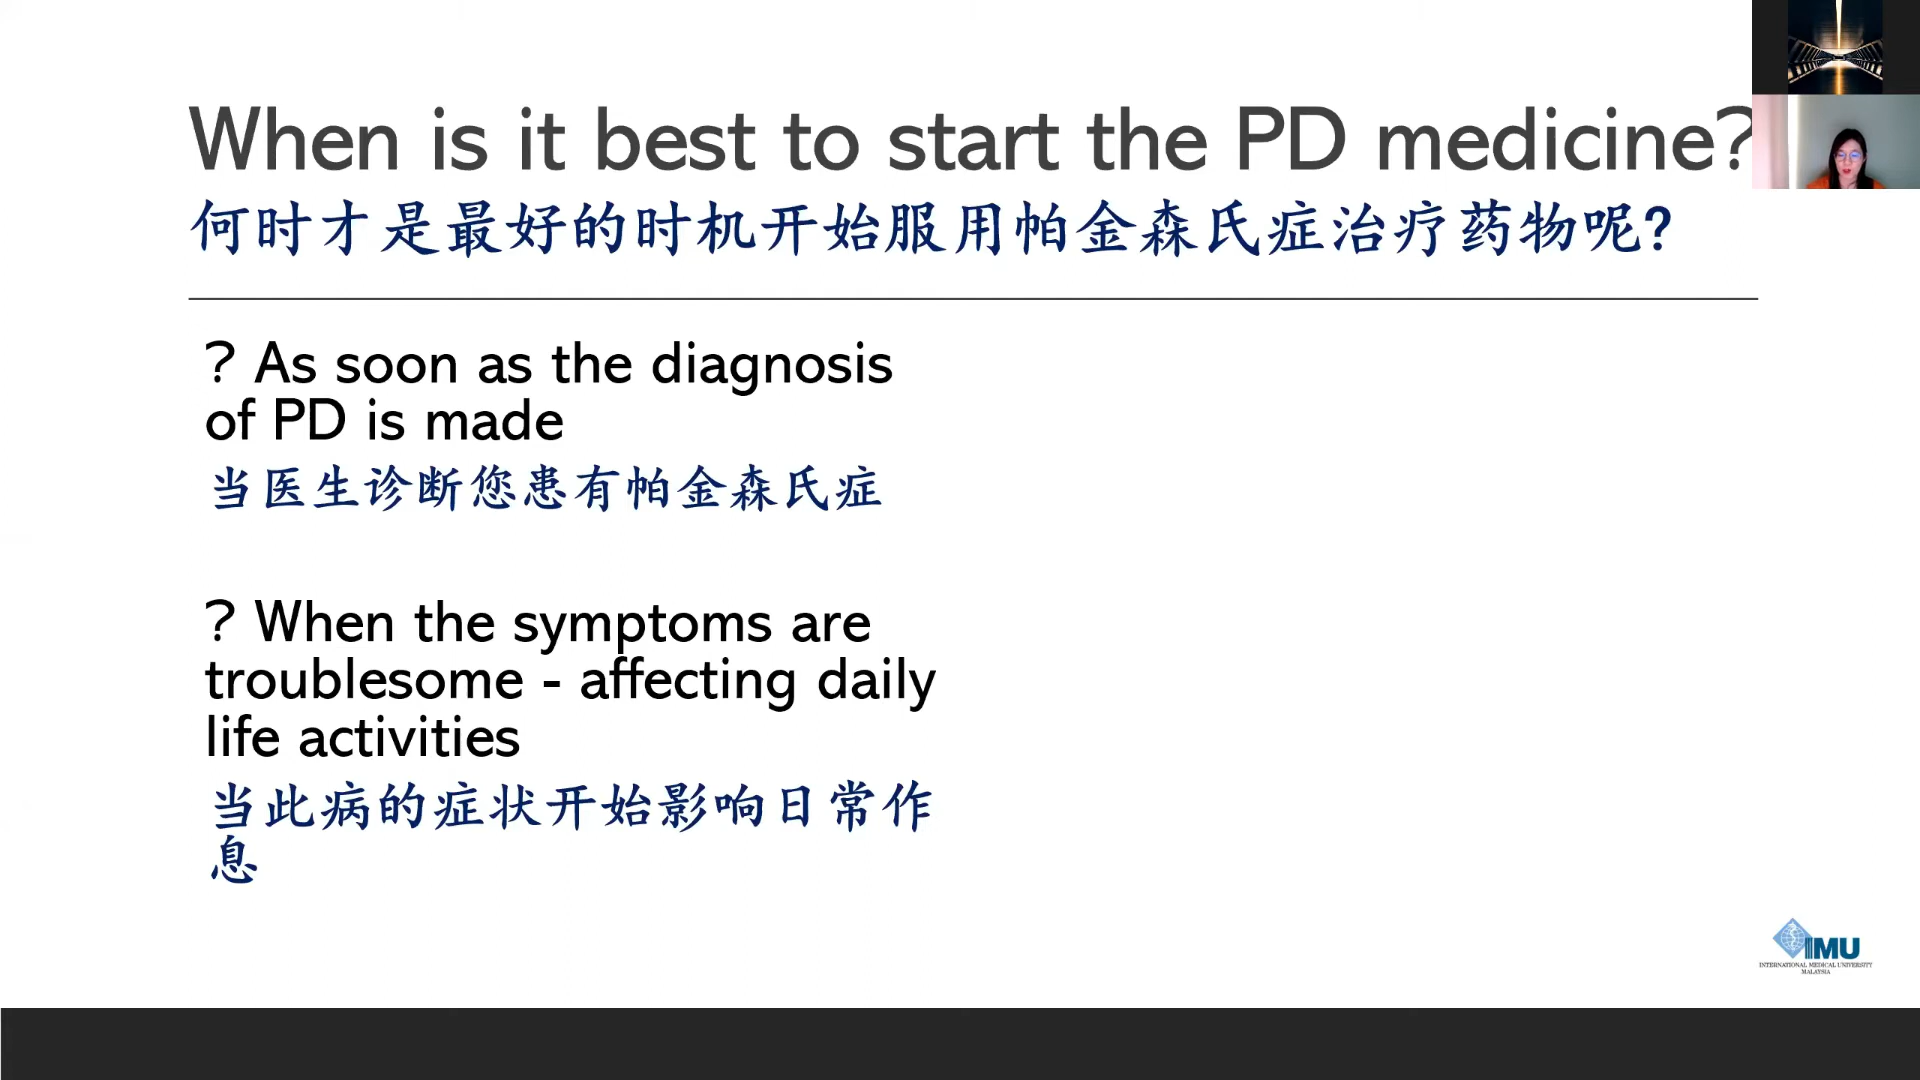 When is it best to start the PD medicine?
何时才是最好的时机开始服用帕金森氏症治疗药物呢?
? As soon as the diagnosis
of PD is made
当医生诊断您患有帕金森氏症
? When the symptoms are
troublesome - affecting daily
life activities
当此病的症状开始影响日常作
息
IMU
INTERNATIONAL MEDICAL UNIVERSITY
MALAYSIA